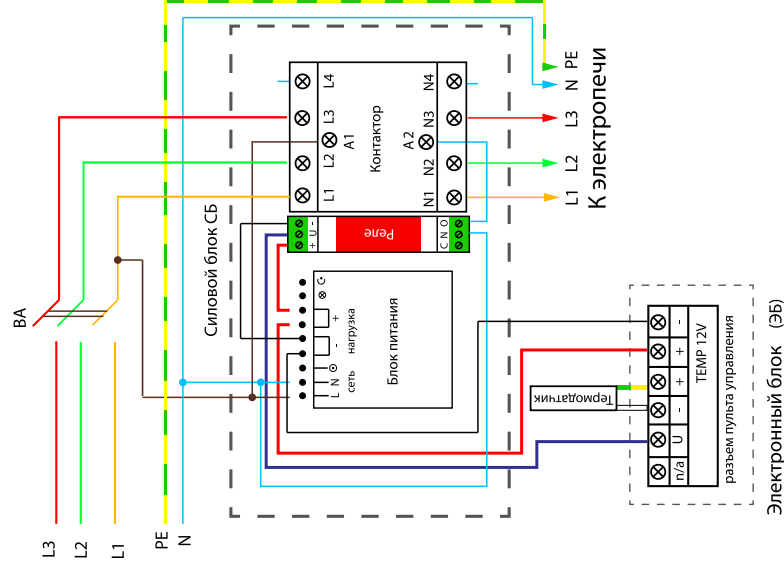 PE
N
L3
L2
L1
К электропечи
L4
L3
L2
L1
A1
Контактор
A2
N4
N3
N2
N1
Силовой блок СБ
+ U -
Реле
C N O
ВА
+
-
нагрузка
L N
сеть
Блок питания
Термодатчик
-
+
+
-
U
n/a
TEMP 12V
разъем пульта управления
Электронный блок (ЭБ)
L3
L2
L1
PE
N